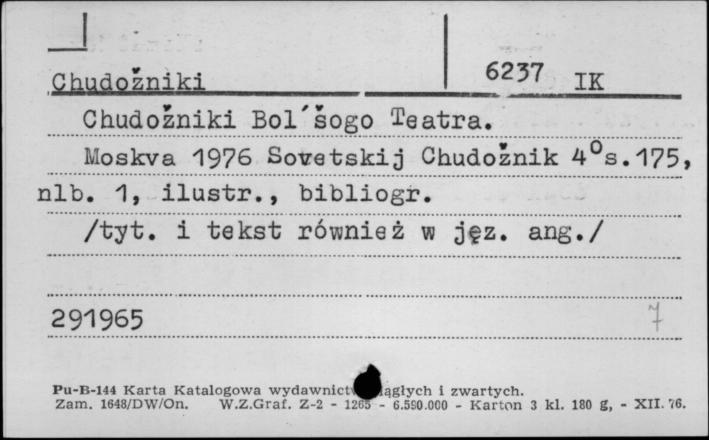 6237 IK
Chudožniki
Chudožniki Bol´šogo Teatra.
Moskva 1976 Sovetskij Chudožnik 4⁰s.175,
nlb. 1, ilustr., bibliogr.
/tyt. i tekst również w jęz. ang./
291965 7
Pu-B-144 Karta Katalogowa wydawnict ągłych i zwartych.
Zam. 1648/DW/On. W.Z.Graf. Z-2 - 1265 - 6.590.000 - Karton 3 kl. 180 g, - XII. 76.